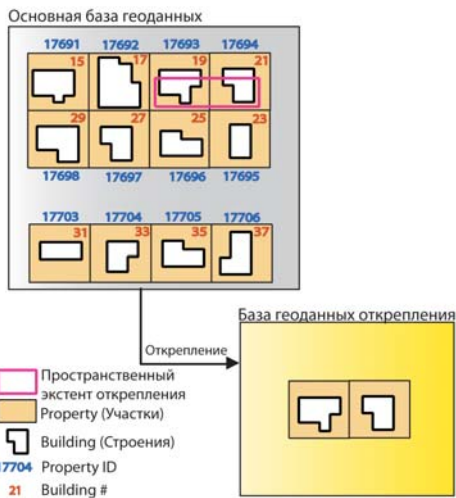 Основная база геоданных
17691 17692 17693 17694
15 17 19 21
29 27 25 23
17698 17697 17696 17695
17703 17704 17705 17706
31 33 35 37
База геоданных открепления
Открепление
Пространственный
экстент открепления
Property (Участки)
Building (Строения)
17704 Property ID
21 Building #